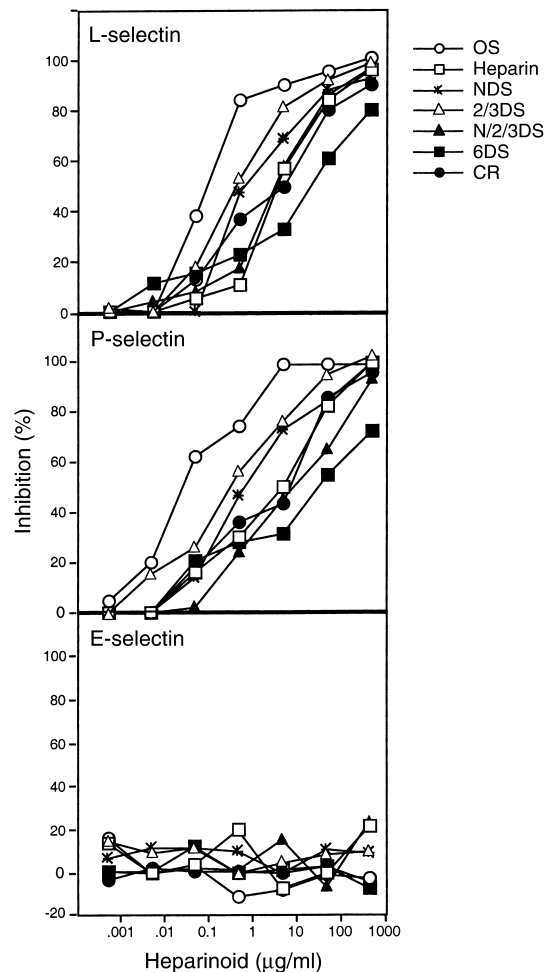 L-selectin
100
80
60
40
20
0
OS
Heparin
NDS
2/3DS
N/2/3DS
6DS
CR
P-selectin
100
80
60
40
20
0
Inhibition (%)
E-selectin
100
80
60
40
20
0
-20
.001 .01 0.1 1 10 100 1000
Heparinoid (μg/ml)